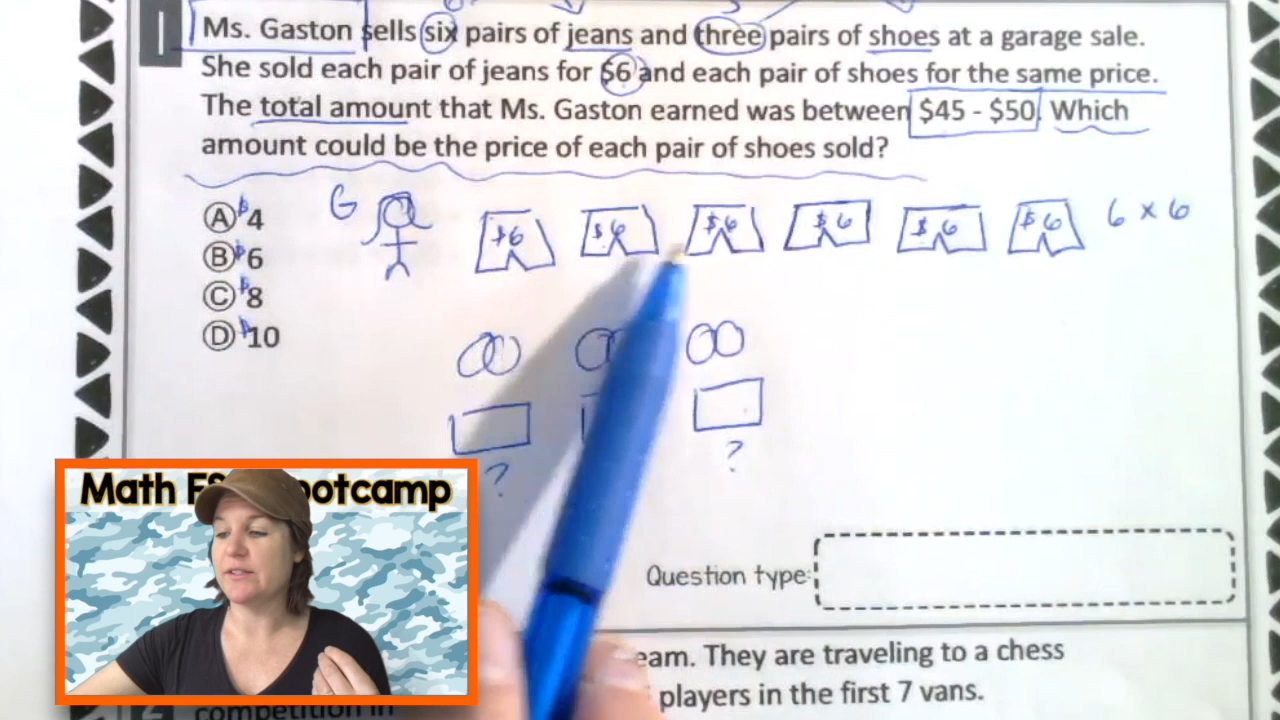 1
Ms. Gaston sells six pairs of jeans and three pairs of shoes at a garage sale.
She sold each pair of jeans for $6 and each pair of shoes for the same price.
The total amount that Ms. Gaston earned was between $45 - $50. Which
amount could be the price of each pair of shoes sold?
A $4
B $6
C $8
D $10
G
$6 $6 $6 $6 $6 $6 6 x 6
? ?
Question type:
Math ootcamp
eam. They are traveling to a chess
players in the first 7 vans.
competition in